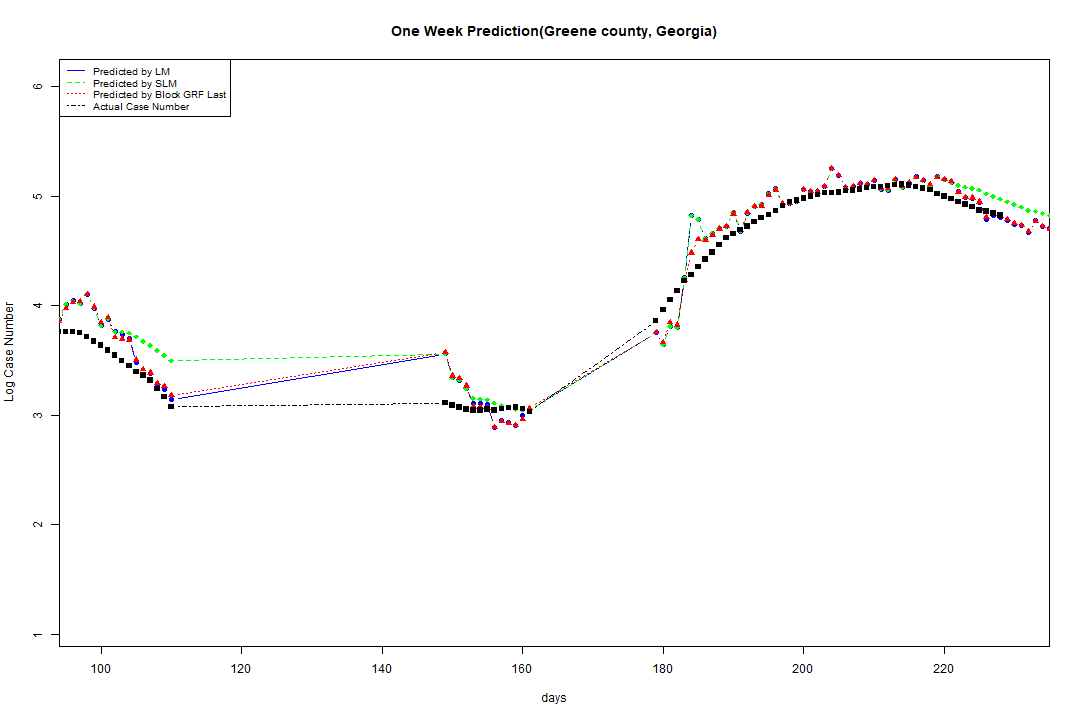 One Week Prediction(Greene county, Georgia)
Predicted by LM
Predicted by SLM
Predicted by Block GRF Last
Actual Case Number
6
5
4
3
2
1
Log Case Number
100 120 140 160 180 200 220
days